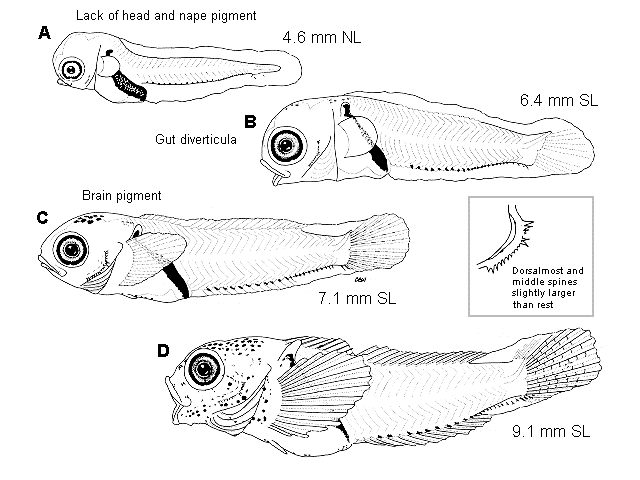 Lack of head and nape pigment
A
4.6 mm NL
6.4 mm SL
B
Gut diverticula
Brain pigment
C
7.1 mm SL
Dorsalmost and
middle spines
slightly larger
than rest
D
9.1 mm SL